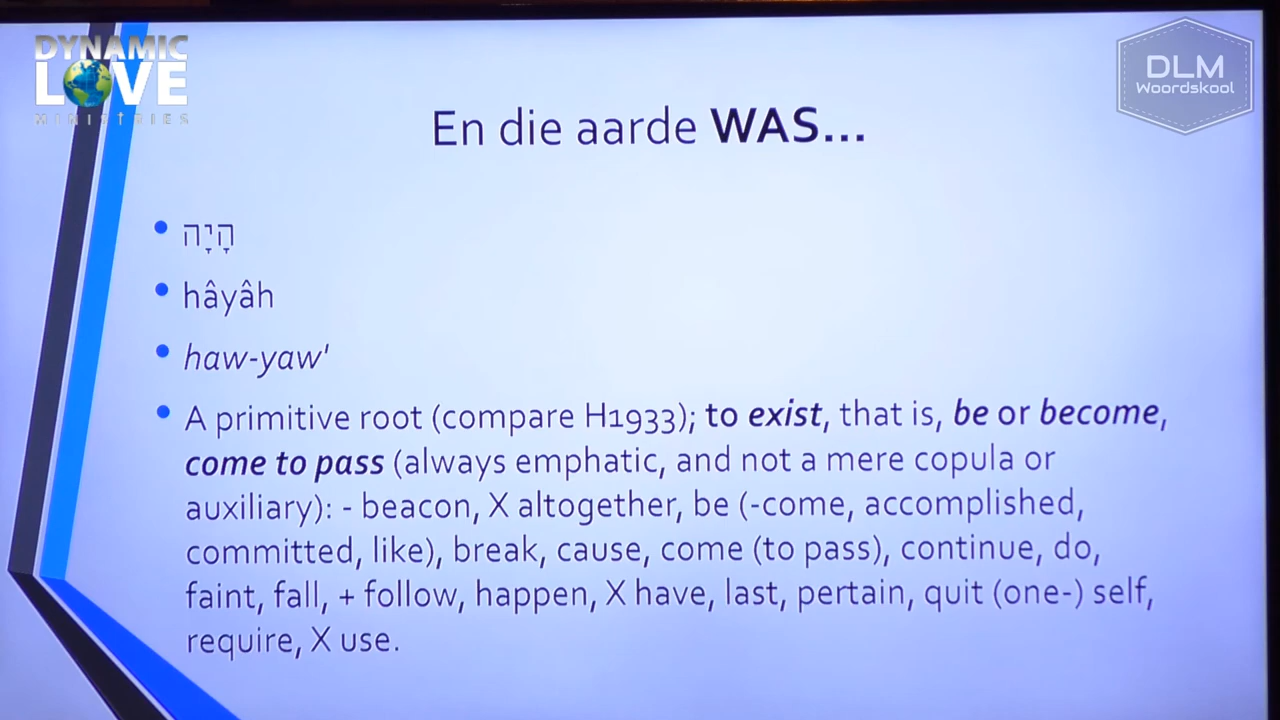 DYNAMIC
LOVE
MINISTRIES
DLM
Woordskool
En die aarde WAS...
• הָיָה
• hâyâh
• haw-yaw'
• A primitive root (compare H1933); to exist, that is, be or become,
come to pass (always emphatic, and not a mere copula or
auxiliary): - beacon, X altogether, be (-come, accomplished,
committed, like), break, cause, come (to pass), continue, do,
faint, fall, + follow, happen, X have, last, pertain, quit (one-) self,
require, X use.